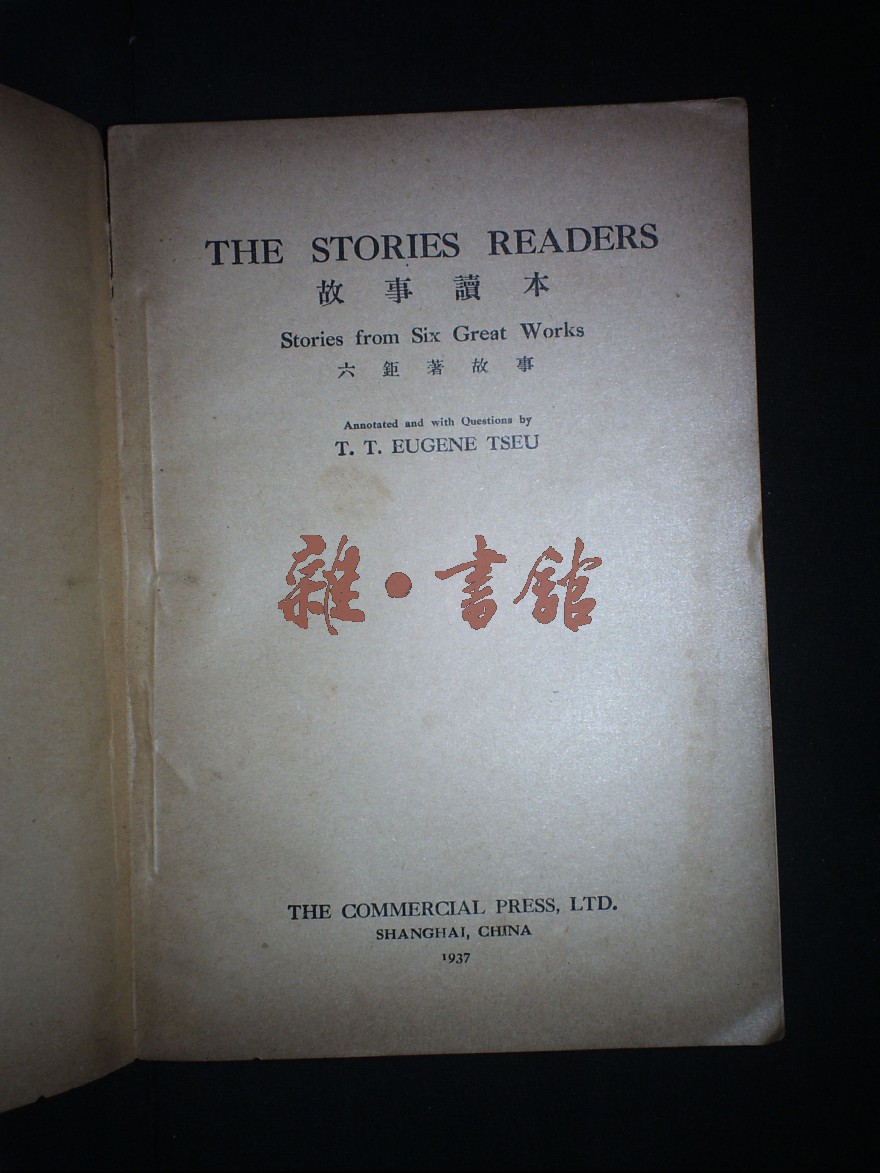 THE STORIES READERS
故事讀本
Stories from Six Great Works
六鉅著故事
Annotated and with Questions by
T. T. EUGENE TSEU
雜·書館
THE COMMERCIAL PRESS, LTD.
SHANGHAI, CHINA
1937